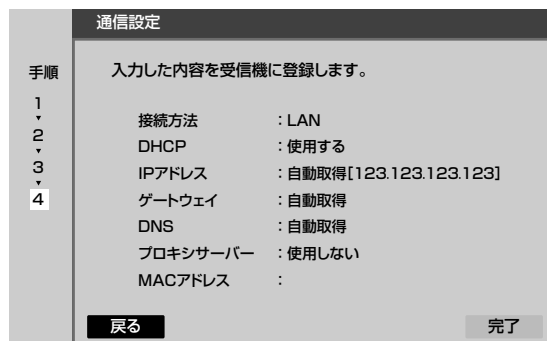 通信設定
手順
1
2
3
4
入力した内容を受信機に登録します。
接続方法 ：LAN
DHCP ：使用する
IPアドレス ：自動取得[123.123.123.123]
ゲートウェイ ：自動取得
DNS ：自動取得
プロキシサーバー ：使用しない
MACアドレス ：
戻る
完了